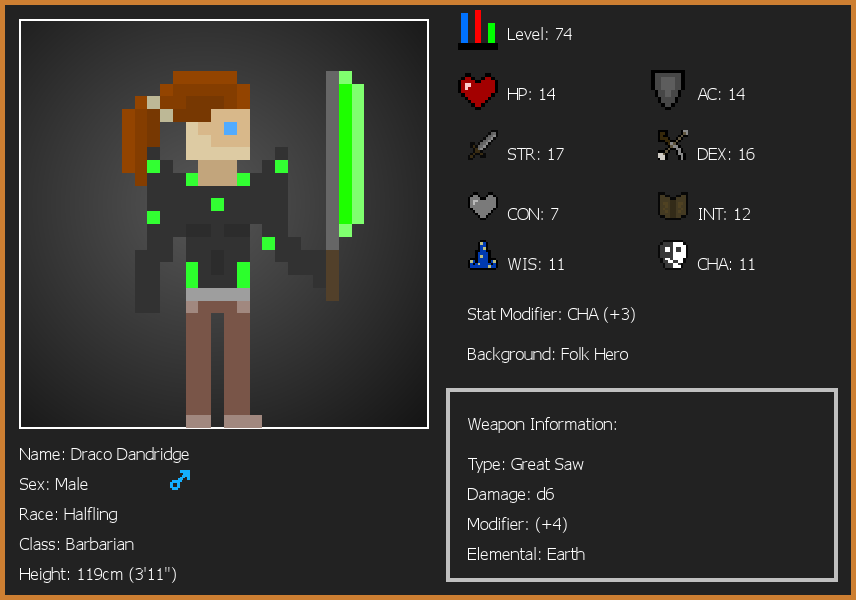 Level: 74
HP: 14
AC: 14
STR: 17
DEX: 16
CON: 7
INT: 12
WIS: 11
CHA: 11
Stat Modifier: CHA (+3)
Background: Folk Hero
Weapon Information:
Type: Great Saw
Damage: d6
Modifier: (+4)
Elemental: Earth
Name: Draco Dandridge
Sex: Male
Race: Halfling
Class: Barbarian
Height: 119cm (3'11")